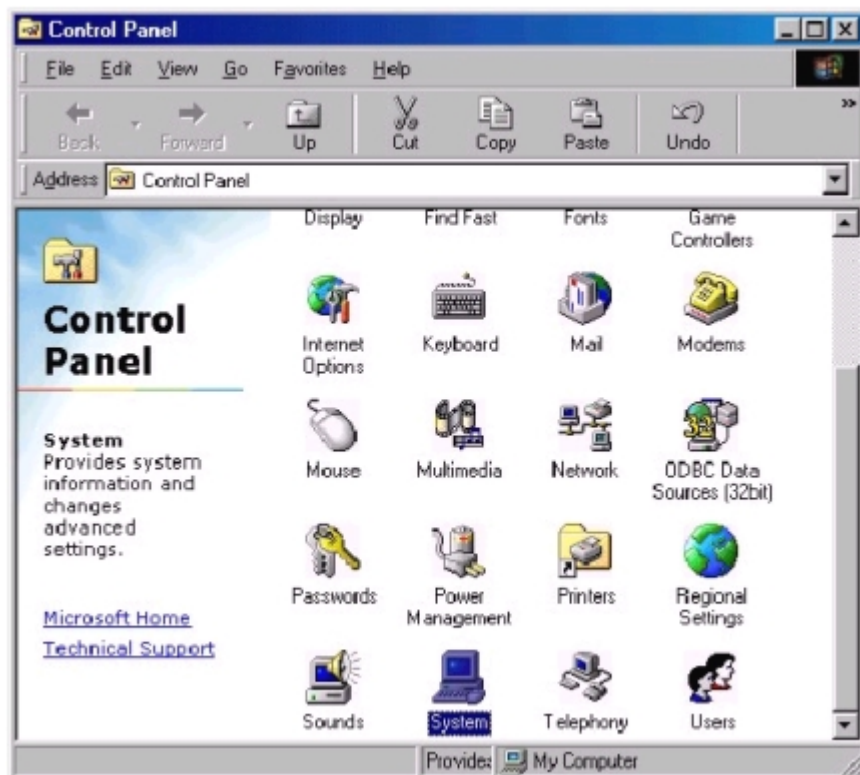 Control Panel
File Edit View Go Favorites Help
Back Forward Up Cut Copy Paste Undo »
Address Control Panel
Control
Panel
System
Provides system
information and
changes
advanced
settings.
Microsoft Home
Technical Support
Display Find Fast Fonts Game
Controllers
Internet
Options
Keyboard Mail Modems
Mouse Multimedia Network ODBC Data
Sources (32bit)
Passwords Power
Management
Printers Regional
Settings
Sounds System Telephony Users
Provides My Computer